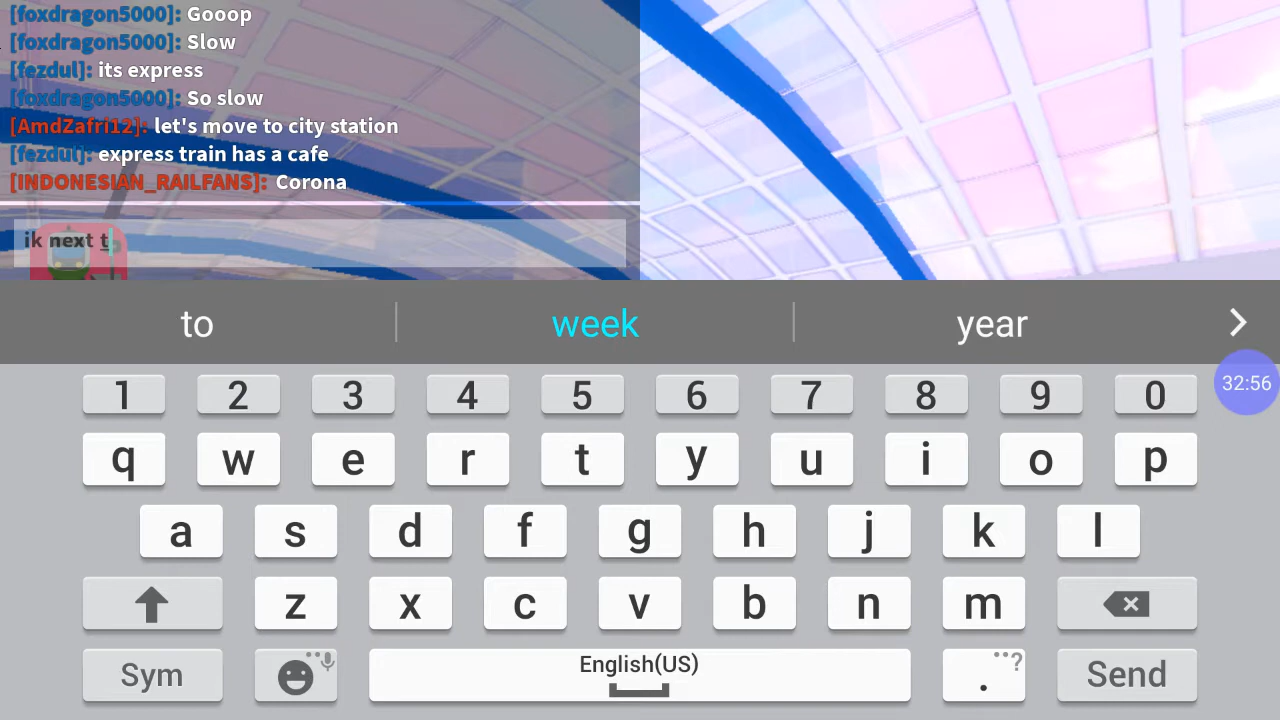 [foxdragon5000]: Gooop
[foxdragon5000]: Slow
[fezdul]: its express
[foxdragon5000]: So slow
[AmdZafri12]: let's move to city station
[fezdul]: express train has a cafe
[INDONESIAN_RAILFANS]: Corona
ik next t
to week year
32:56
1 2 3 4 5 6 7 8 9 0
q w e r t y u i o p
a s d f g h j k l
z x c v b n m
Sym English(US) . ? Send